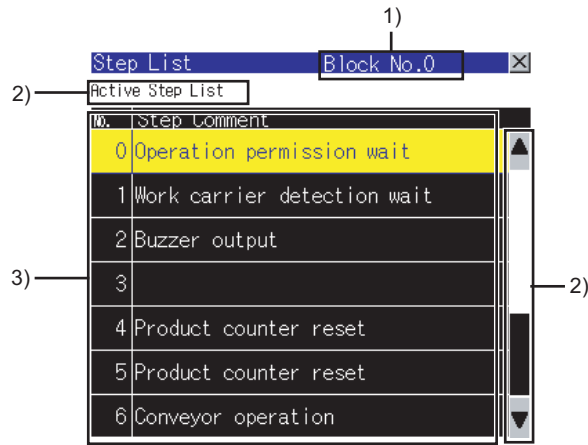 1)
Step List Block No.0
2) Active Step List
No. Step Comment
0 Operation permission wait
1 Work carrier detection wait
2 Buzzer output
3) 3 2)
4 Product counter reset
5 Product counter reset
6 Conveyor operation